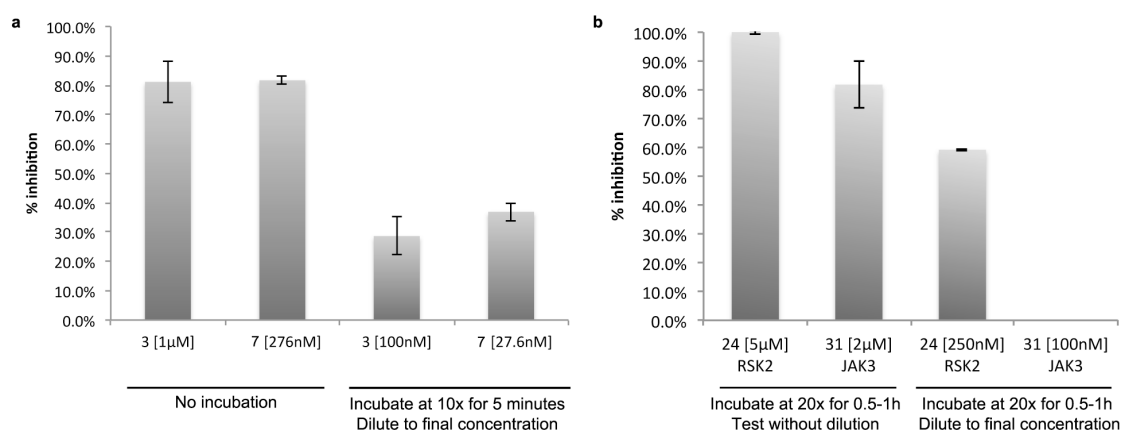 a
100.0%
90.0%
80.0%
70.0%
60.0%
50.0%
40.0%
30.0%
20.0%
10.0%
0.0%
% inhibition
3 [1µM]
7 [276nM]
3 [100nM]
7 [27.6nM]
No incubation
Incubate at 10x for 5 minutes
Dilute to final concentration
b
100.0%
90.0%
80.0%
70.0%
60.0%
50.0%
40.0%
30.0%
20.0%
10.0%
0.0%
% inhibition
24 [5µM]
RSK2
31 [2µM]
JAK3
24 [250nM]
RSK2
31 [100nM]
JAK3
Incubate at 20x for 0.5-1h
Test without dilution
Incubate at 20x for 0.5-1h
Dilute to final concentration